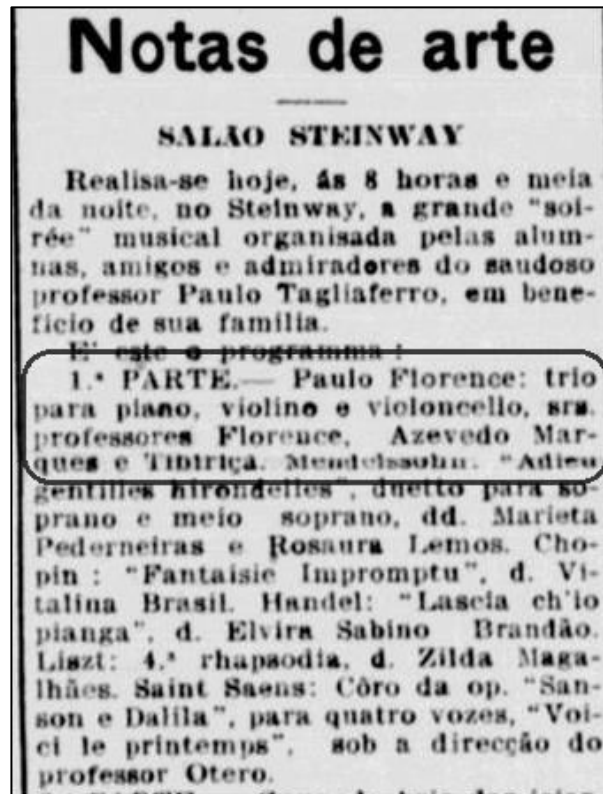 Notas de arte
SALÃO STEINWAY
Realisa-se hoje, ás 8 horas e meia
da noite, no Steinway, a grande "soi-
rée" musical organisada pelas alum-
nas, amigos e admiradores do saudoso
professor Paulo Tagliaferro, em bene-
ficio de sua familia.
E' este o programma :
1.ª PARTE.— Paulo Florence: trio
para piano, violino e violoncello, srs.
professores Florence, Azevedo Mar-
ques e Tibiriçá. Mendelssohn. "Adieu
gentilles hirondelles", duetto para so-
prano e meio soprano, dd. Marieta
Pederneiras e Rosaura Lemos. Cho-
pin : "Fantaisie Impromptu", d. Vi-
talina Brasil. Handel: "Lascia ch'io
pianga", d. Elvira Sabino Brandão.
Liszt: 4.ª rhapsodia, d. Zilda Maga-
lhães. Saint Saens: Côro da op. "San-
son e Dalila", para quatro vozes, "Voi-
ci le printemps", sob a direcção do
professor Otero.